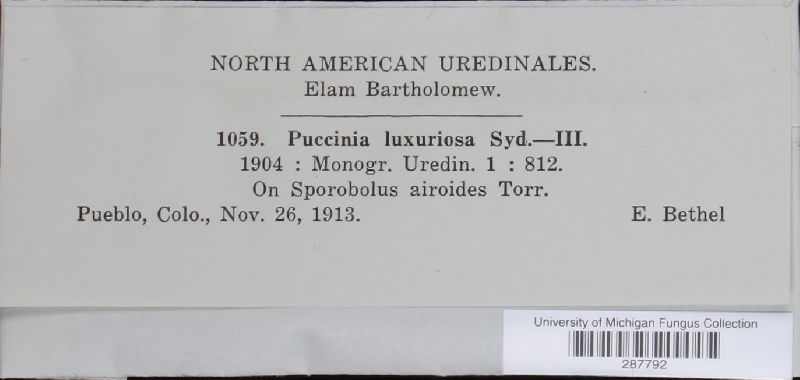 NORTH AMERICAN UREDINALES.
Elam Bartholomew.
1059. Puccinia luxuriosa Syd.—III.
1904 : Monogr. Uredin. 1 : 812.
On Sporobolus airoides Torr.
Pueblo, Colo., Nov. 26, 1913. E. Bethel
University of Michigan Fungus Collection
287792